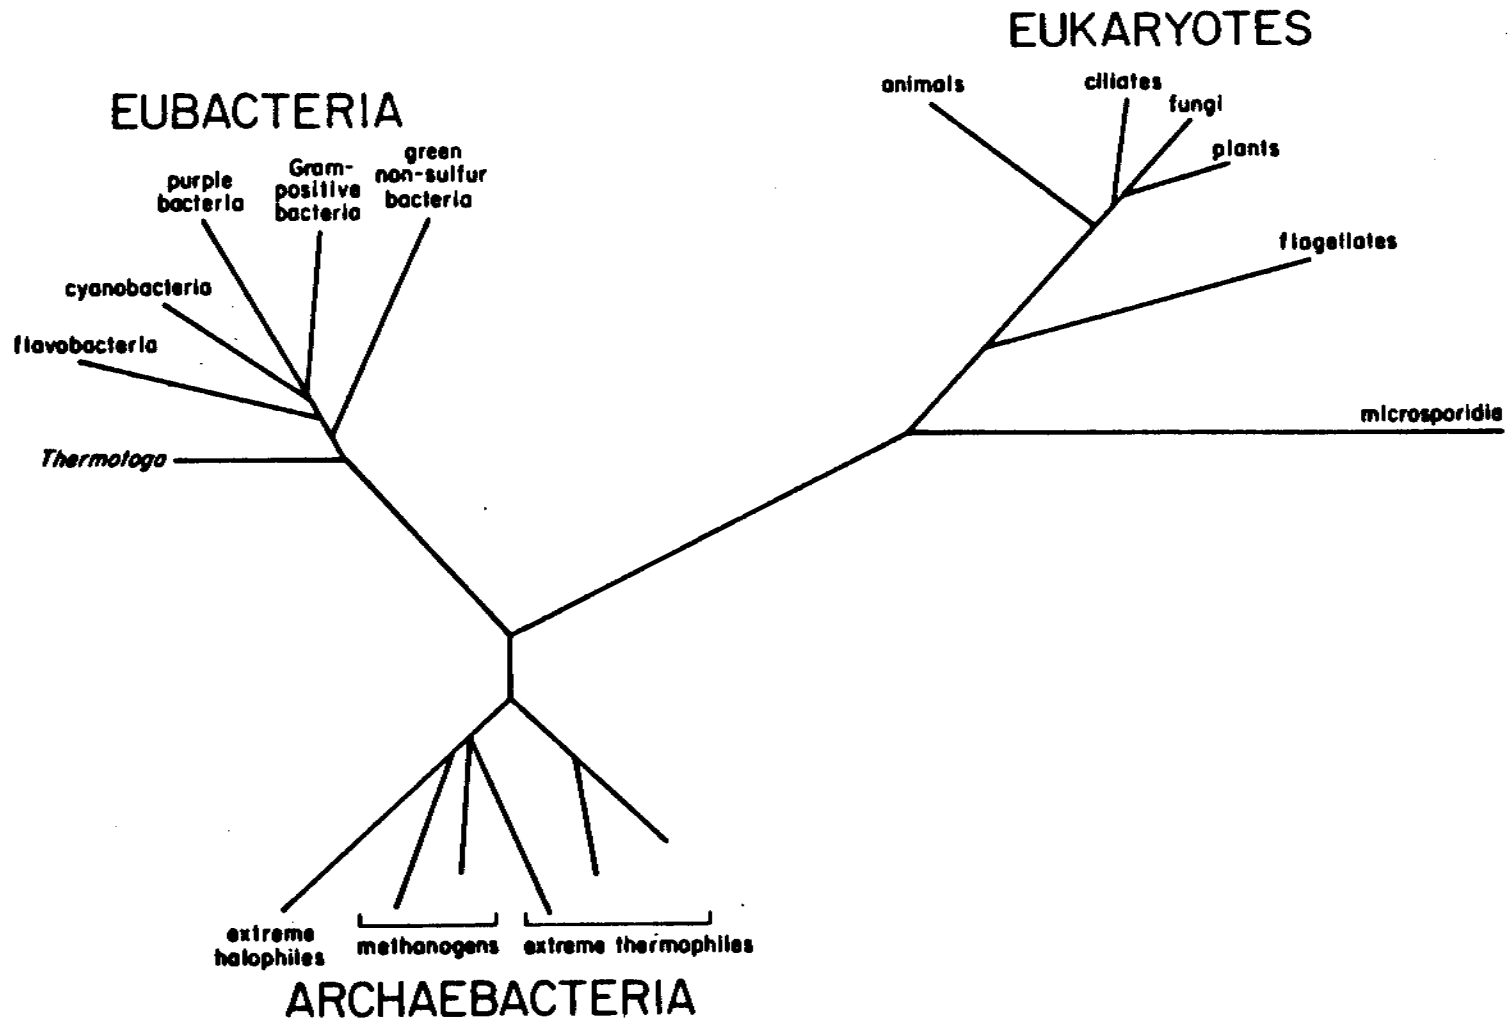 EUKARYOTES
animals
ciliates
fungi
plants
flagellates
microsporidia
EUBACTERIA
purple
bacteria
Gram-
positive
bacteria
green
non-sulfur
bacteria
cyanobacteria
flavobacteria
Thermotoga
extreme
halophiles
methanogens
extreme thermophiles
ARCHAEBACTERIA